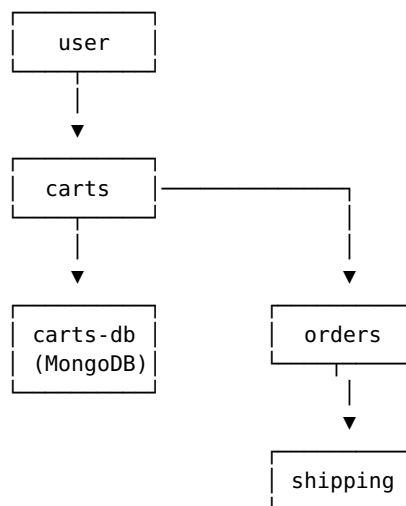 user
carts
carts-db
(MongoDB)
orders
shipping